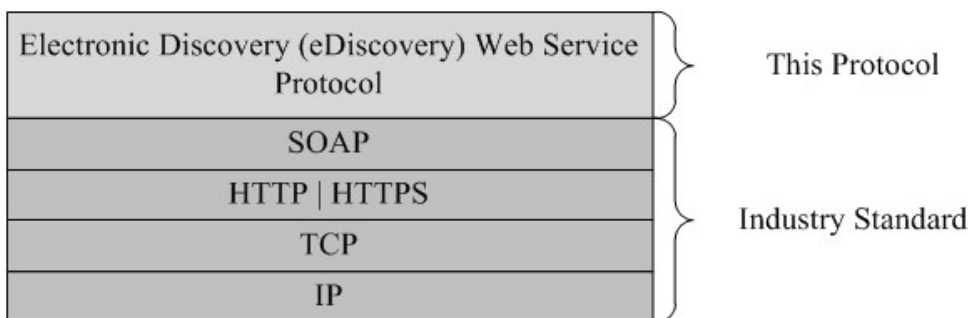 Electronic Discovery (eDiscovery) Web Service
Protocol
This Protocol
SOAP
HTTP | HTTPS
TCP
IP
Industry Standard